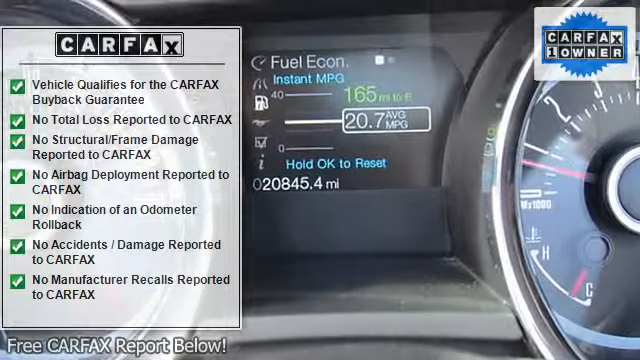 CARFAX
Vehicle Qualifies for the CARFAX
Buyback Guarantee
No Total Loss Reported to CARFAX
No Structural/Frame Damage
Reported to CARFAX
No Airbag Deployment Reported to
CARFAX
No Indication of an Odometer
Rollback
No Accidents / Damage Reported
to CARFAX
No Manufacturer Recalls Reported
to CARFAX
Free CARFAX Report Below!
Fuel Econ.
Instant MPG
40
165 mi to E
20.7 AVG
MPG
0
Hold OK to Reset
020845.4 mi
CARFAX
1 OWNER
RPMx1000
H
C